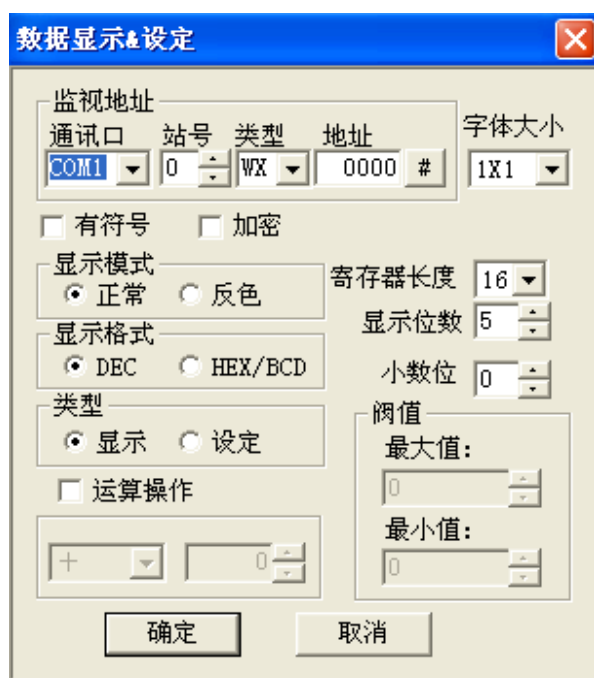 数据显示&设定
监视地址
通讯口 站号 类型 地址 字体大小
COM1 0 WX 0000 # 1X1
有符号 加密
显示模式
正常 反色
寄存器长度 16
显示位数 5
显示格式
DEC HEX/BCD
小数位 0
类型
显示 设定
阀值
最大值:
0
运算操作
最小值:
0
+ 0
确定 取消